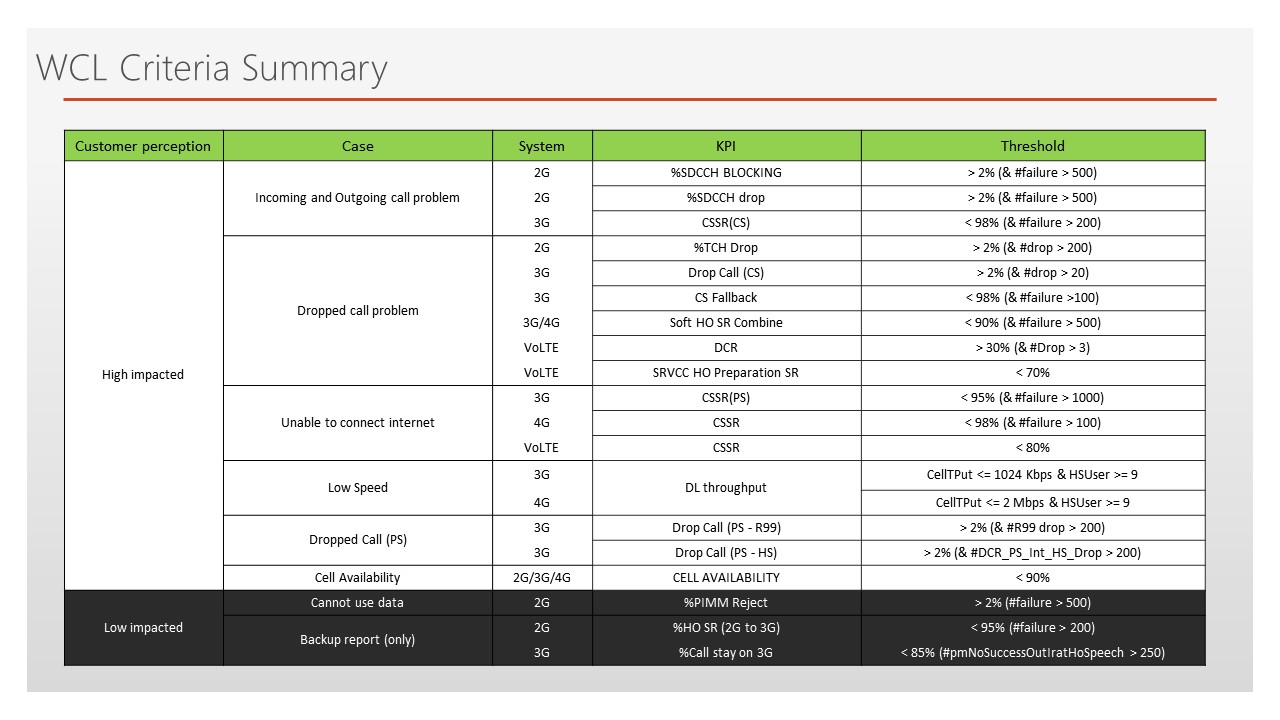 WCL Criteria Summary
Customer perception Case System KPI Threshold
High impacted
Incoming and Outgoing call problem
2G %SDCCH BLOCKING > 2% (& #failure > 500)
2G %SDCCH drop > 2% (& #failure > 500)
3G CSSR(CS) < 98% (& #failure > 200)
Dropped call problem
2G %TCH Drop > 2% (& #drop > 200)
3G Drop Call (CS) > 2% (& #drop > 20)
3G CS Fallback < 98% (& #failure >100)
3G/4G Soft HO SR Combine < 90% (& #failure > 500)
VoLTE DCR > 30% (& #Drop > 3)
VoLTE SRVCC HO Preparation SR < 70%
Unable to connect internet
3G CSSR(PS) < 95% (& #failure > 1000)
4G CSSR < 98% (& #failure > 100)
VoLTE CSSR < 80%
Low Speed
DL throughput
3G CellTPut <= 1024 Kbps & HSUser >= 9
4G CellTPut <= 2 Mbps & HSUser >= 9
Dropped Call (PS)
3G Drop Call (PS - R99) > 2% (& #R99 drop > 200)
3G Drop Call (PS - HS) > 2% (& #DCR_PS_Int_HS_Drop > 200)
Cell Availability 2G/3G/4G CELL AVAILABILITY < 90%
Low impacted
Cannot use data 2G %PIMM Reject > 2% (#failure > 500)
Backup report (only)
2G %HO SR (2G to 3G) < 95% (#failure > 200)
3G %Call stay on 3G < 85% (#pmNoSuccessOutIratHoSpeech > 250)